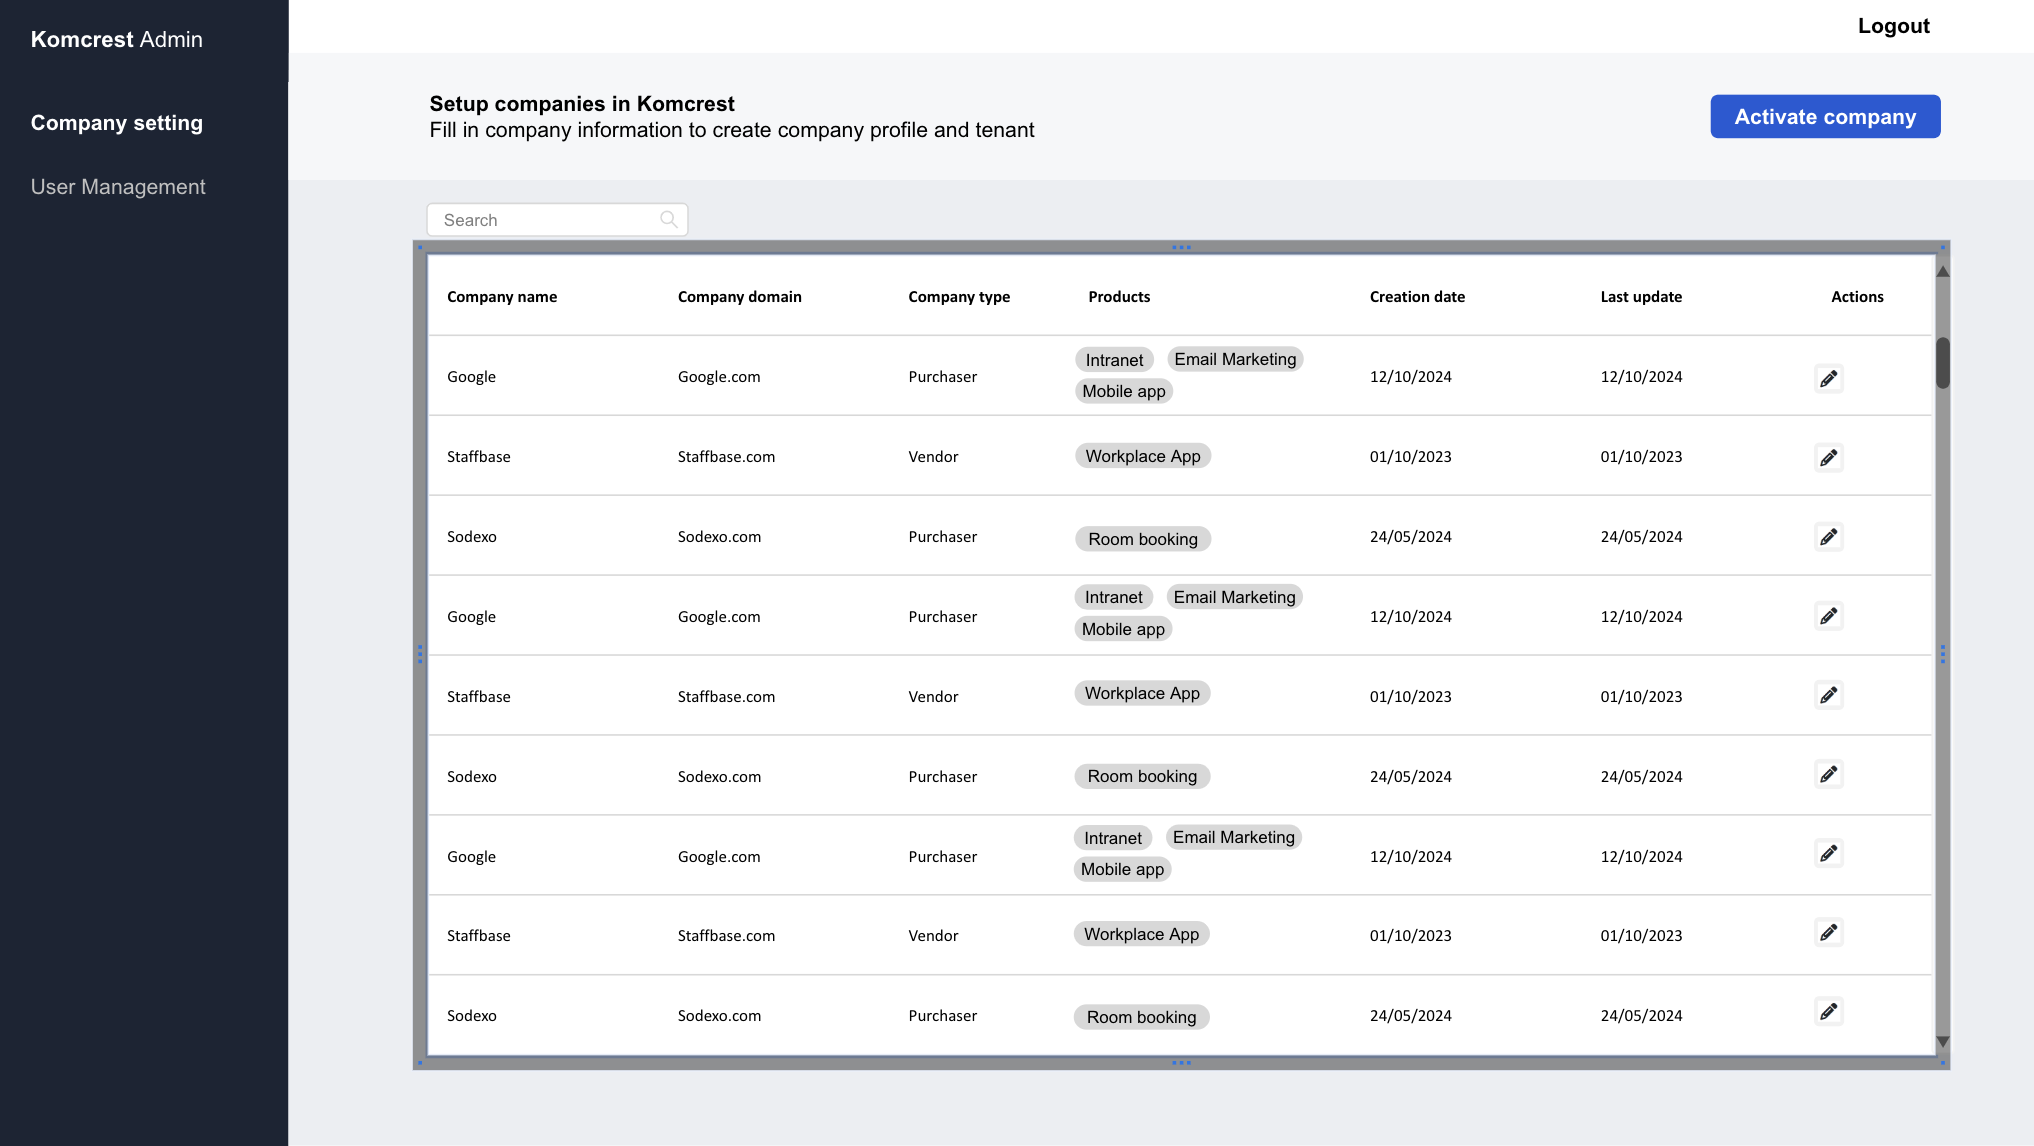 Komcrest Admin
Logout
Company setting
User Management
Setup companies in Komcrest
Fill in company information to create company profile and tenant
Activate company
Search
Company name Company domain Company type Products Creation date Last update Actions
Intranet Email Marketing
Google Google.com Purchaser 12/10/2024 12/10/2024
Mobile app
Staffbase Staffbase.com Vendor Workplace App 01/10/2023 01/10/2023
Sodexo Sodexo.com Purchaser Room booking 24/05/2024 24/05/2024
Intranet Email Marketing
Google Google.com Purchaser 12/10/2024 12/10/2024
Mobile app
Staffbase Staffbase.com Vendor Workplace App 01/10/2023 01/10/2023
Sodexo Sodexo.com Purchaser Room booking 24/05/2024 24/05/2024
Intranet Email Marketing
Google Google.com Purchaser 12/10/2024 12/10/2024
Mobile app
Staffbase Staffbase.com Vendor Workplace App 01/10/2023 01/10/2023
Sodexo Sodexo.com Purchaser Room booking 24/05/2024 24/05/2024